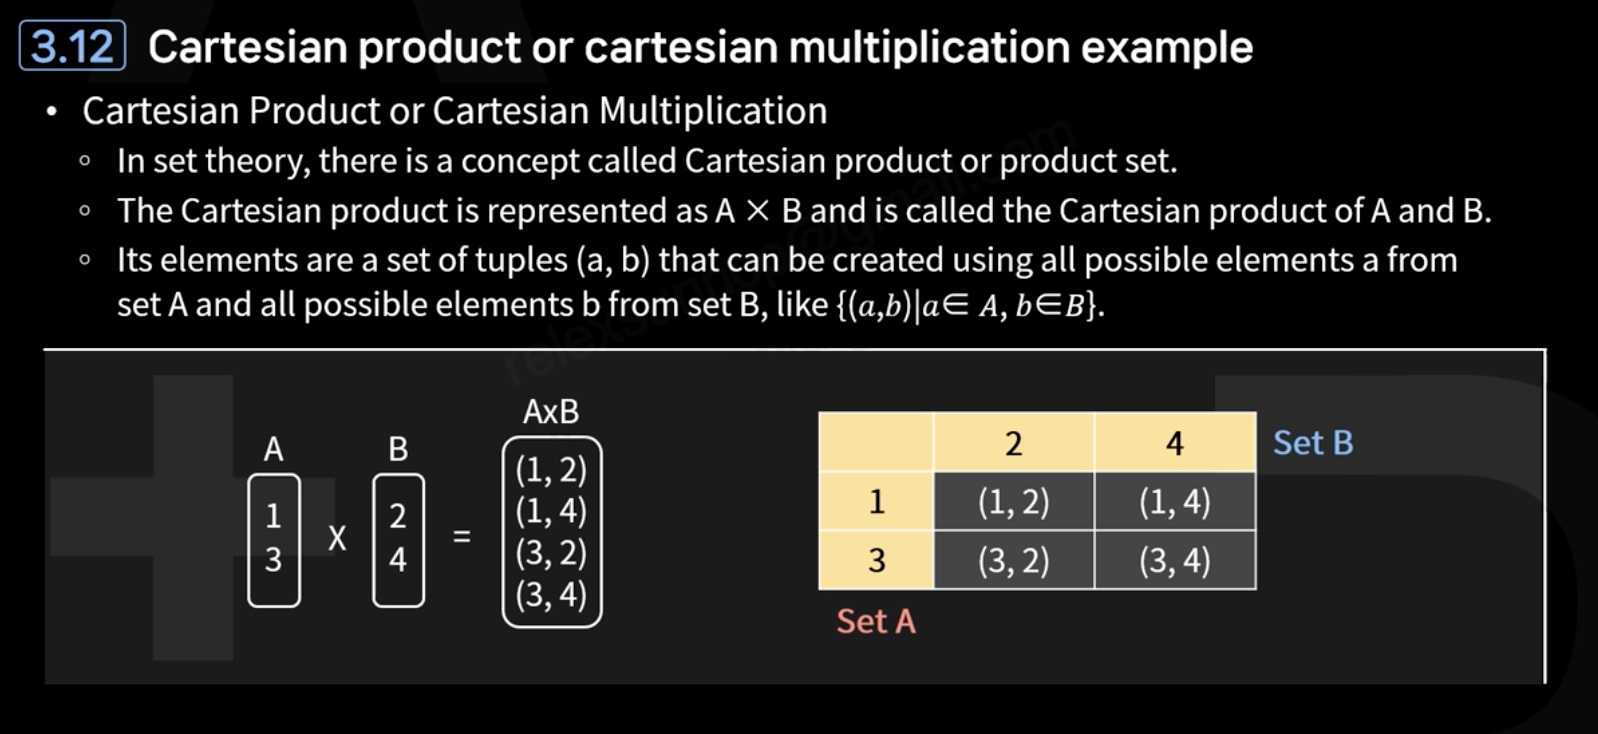 3.12 Cartesian product or cartesian multiplication example
• Cartesian Product or Cartesian Multiplication
◦ In set theory, there is a concept called Cartesian product or product set.
◦ The Cartesian product is represented as A × B and is called the Cartesian product of A and B.
◦ Its elements are a set of tuples (a, b) that can be created using all possible elements a from
set A and all possible elements b from set B, like {(a,b)|a∈ A, b∈B}.
A
1
3
X
B
2
4
=
AxB
(1, 2)
(1, 4)
(3, 2)
(3, 4)
2 4 Set B
1 (1, 2) (1, 4)
3 (3, 2) (3, 4)
Set A